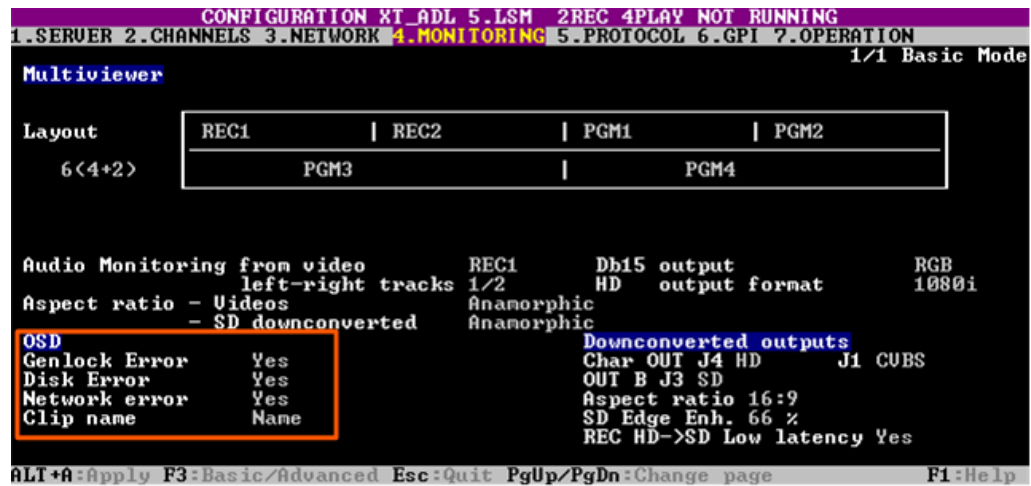 CONFIGURATION XT_ADL 5.LSM 2REC 4PLAY NOT RUNNING
1.SERVER 2.CHANNELS 3.NETWORK 4.MONITORING 5.PROTOCOL 6.GPI 7.OPERATION
1/1 Basic Mode
Multiviewer
Layout REC1 | REC2 | PGM1 | PGM2
6(4+2) PGM3 | PGM4
Audio Monitoring from video REC1 Db15 output RGB
left-right tracks 1/2 HD output format 1080i
Aspect ratio - Videos Anamorphic
- SD downconverted Anamorphic
OSD Downconverted outputs
Genlock Error Yes Char OUT J4 HD J1 CVBS
Disk Error Yes OUT B J3 SD
Network error Yes Aspect ratio 16:9
Clip name Name SD Edge Enh. 66 %
REC HD->SD Low latency Yes
ALT+A:Apply F3:Basic/Advanced Esc:Quit PgUp/PgDn:Change page F1:Help